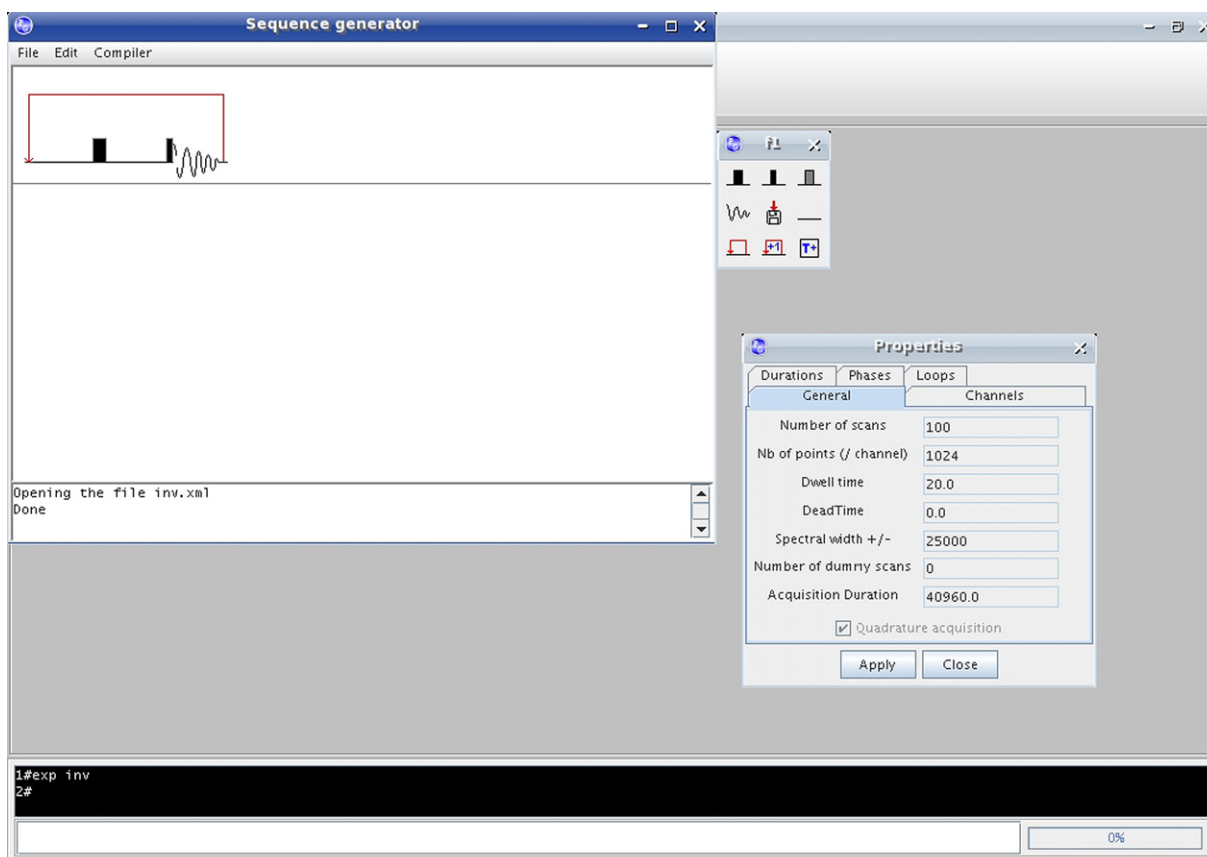 Sequence generator
File Edit Compiler
Opening the file inv.xml
Done
f1
+1
T+
Properties
Durations Phases Loops
General Channels
Number of scans 100
Nb of points (/ channel) 1024
Dwell time 20.0
DeadTime 0.0
Spectral width +/- 25000
Number of dummy scans 0
Acquisition Duration 40960.0
Quadrature acquisition
Apply Close
1#exp inv
2#
0%